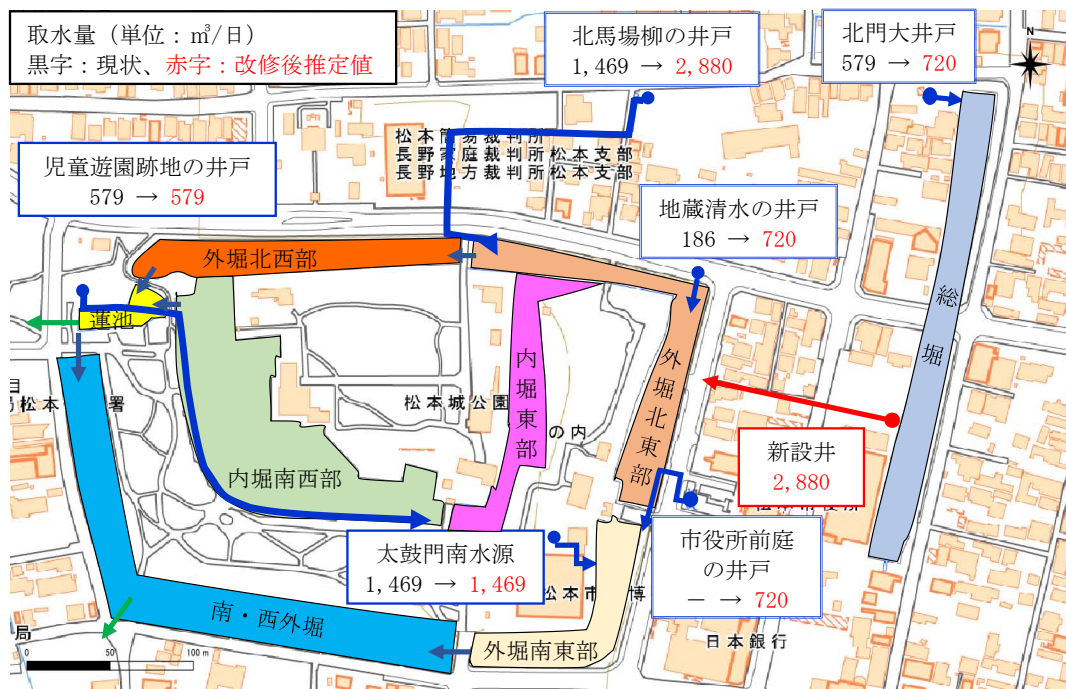 取水量（単位：㎥/日）
黒字：現状、赤字：改修後推定値
北馬場柳の井戸
1,469 → 2,880
北門大井戸
579 → 720
N
松本簡易裁判所
長野家庭裁判所松本支部
長野地方裁判所松本支部
児童遊園跡地の井戸
579 → 579
地蔵清水の井戸
186 → 720
外堀北西部
蓮池
総堀
内堀東部
外堀北東部
松本城公園
の内
新設井
2,880
内堀南西部
太鼓門南水源
1,469 → 1,469
市役所前庭
の井戸
― → 720
南・西外堀
外堀南東部
日本銀行
局
0 50 100 m